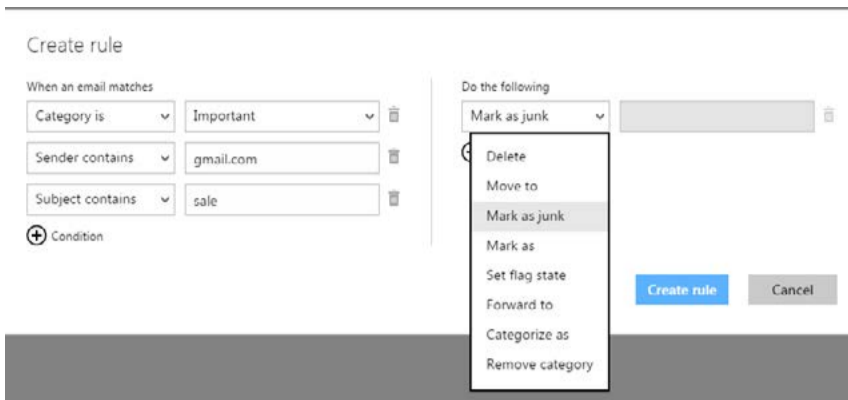 Create rule
When an email matches
Category is
Important
Sender contains
gmail.com
Subject contains
sale
Condition
Do the following
Mark as junk
Delete
Move to
Mark as junk
Mark as
Set flag state
Forward to
Categorize as
Remove category
Create rule
Cancel